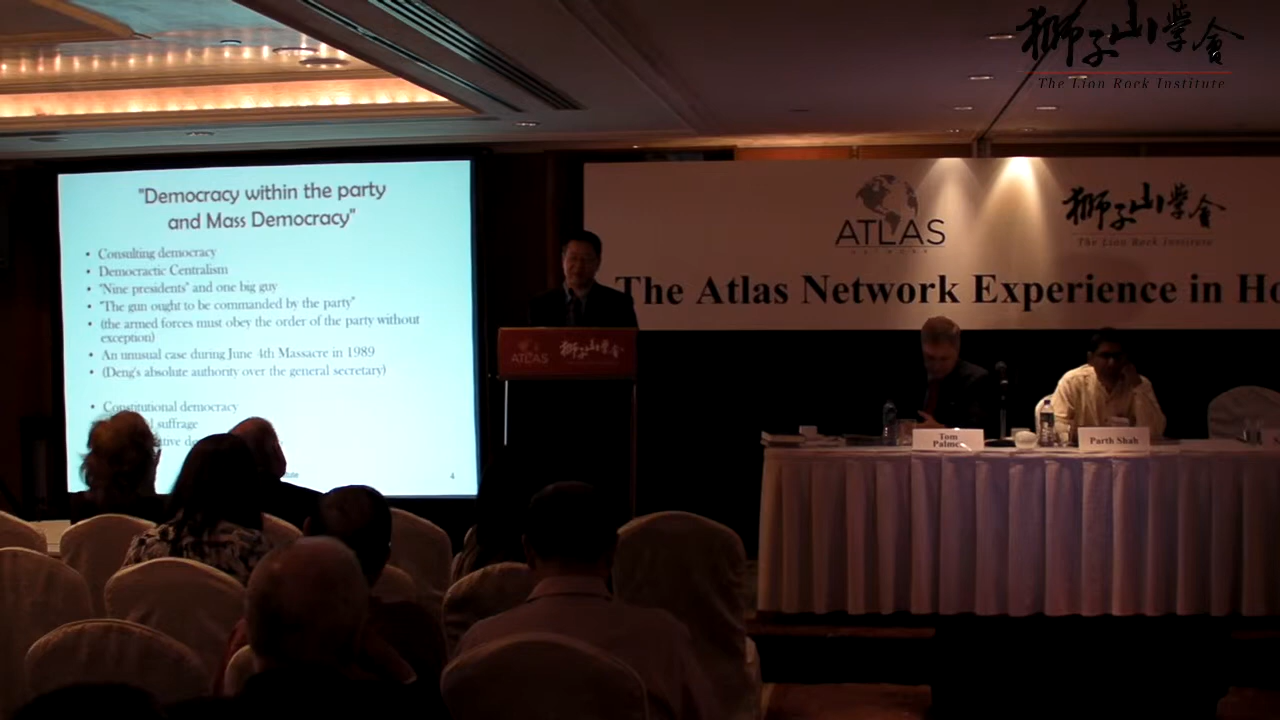 獅子山學會
The Lion Rock Institute
"Democracy within the party
and Mass Democracy"
• Consulting democracy
• Democractic Centralism
• "Nine presidents" and one big guy
• "The gun ought to be commanded by the party"
• (the armed forces must obey the order of the party without
exception)
• An unusual case during June 4th Massacre in 1989
• (Deng's absolute authority over the general secretary)
• Constitutional democracy
suffrage
4
ATLAS
NETWORK
獅子山學會
The Lion Rock Institute
The Atlas Network Experience in Ho
ATLAS
獅子山學會
Tom
Palmer
Parth Shah